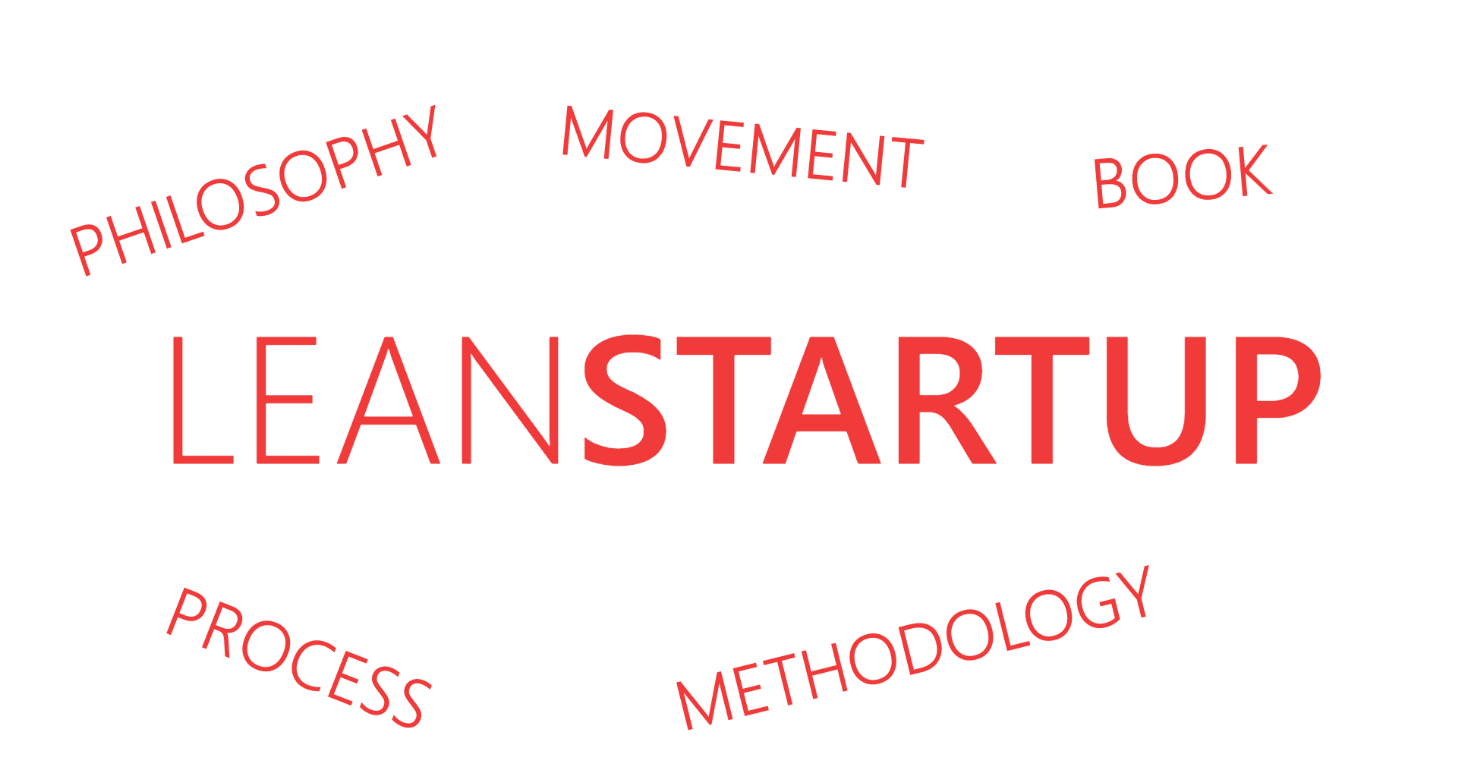 PHILOSOPHY
MOVEMENT
BOOK
LEANSTARTUP
PROCESS
METHODOLOGY